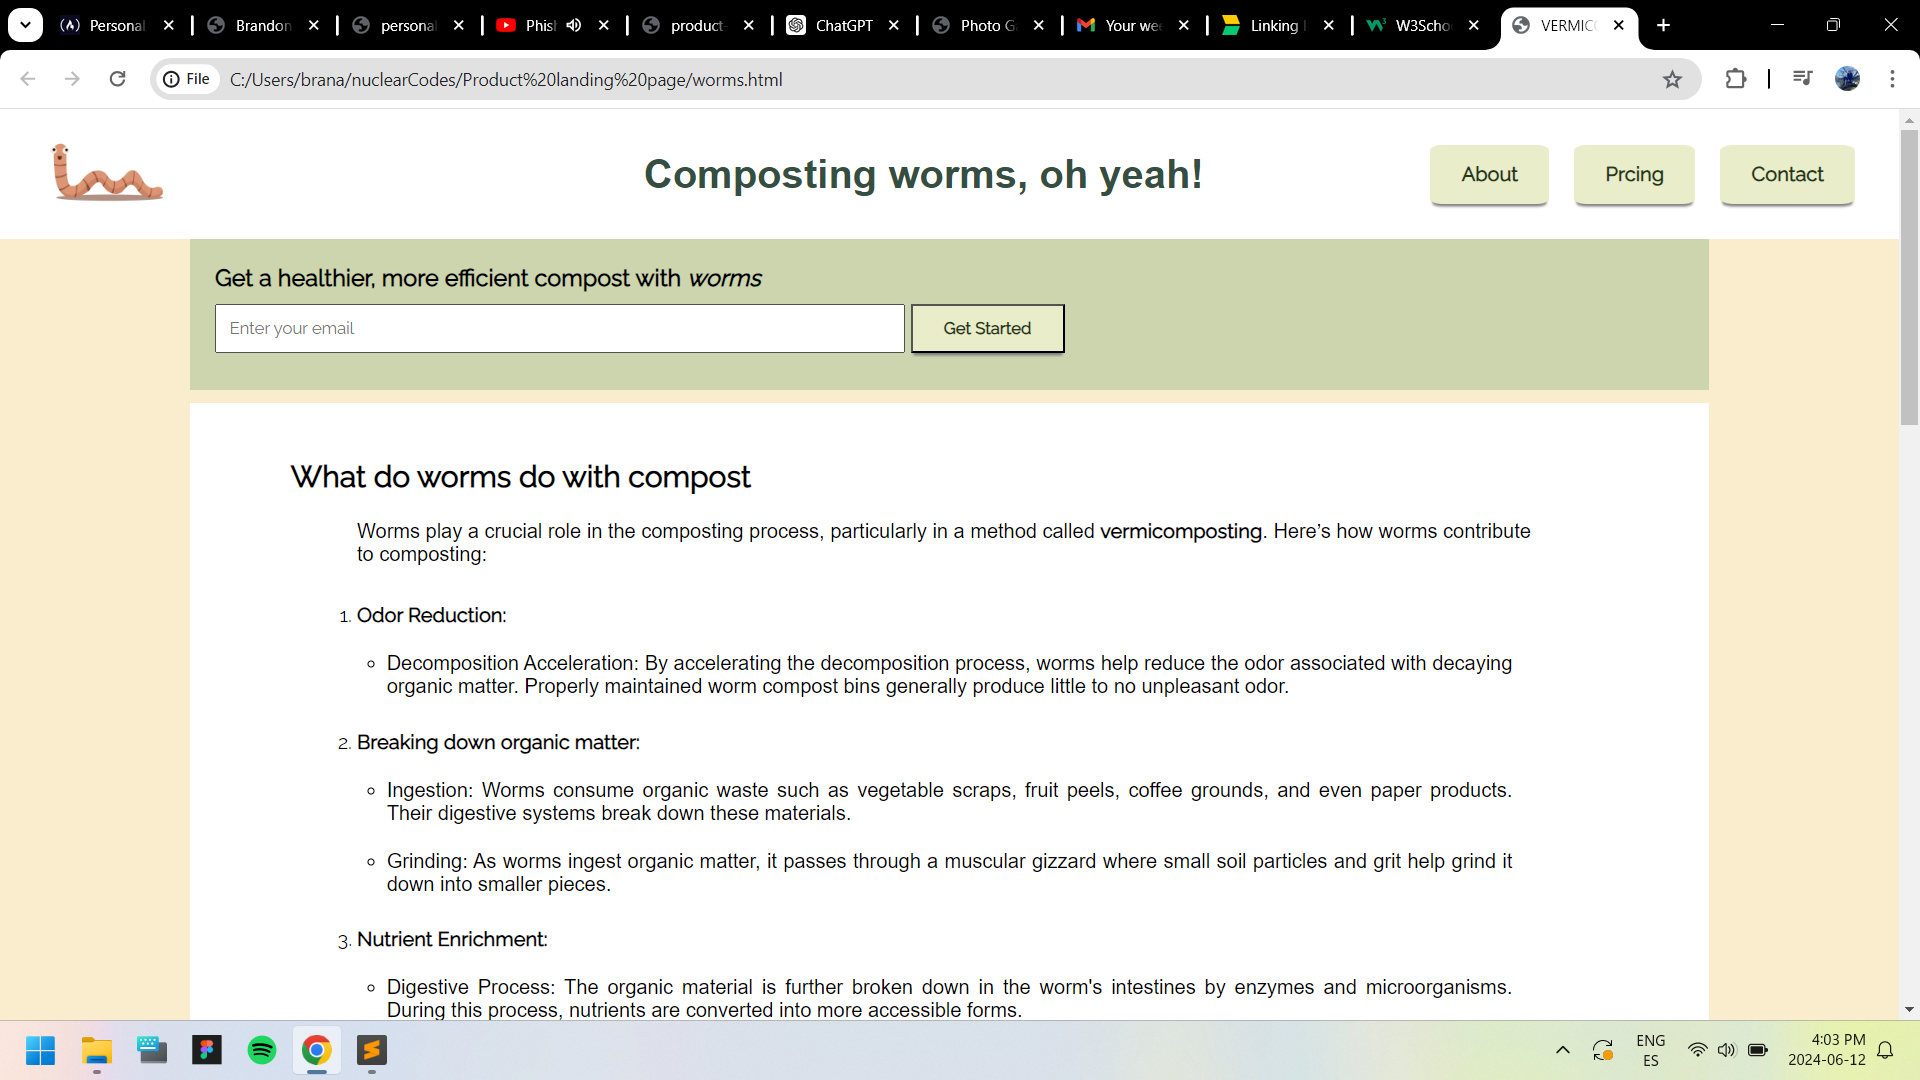 Personal
Brandon
personal
Phis
product-
ChatGPT
Photo G
Your wee
Linking
W3Scho
VERMICO
File
C:/Users/brana/nuclearCodes/Product%20landing%20page/worms.html
Composting worms, oh yeah!
About
Prcing
Contact
Get a healthier, more efficient compost with worms
Enter your email
Get Started
What do worms do with compost
Worms play a crucial role in the composting process, particularly in a method called vermicomposting. Here’s how worms contribute
to composting:
1. Odor Reduction:
Decomposition Acceleration: By accelerating the decomposition process, worms help reduce the odor associated with decaying
organic matter. Properly maintained worm compost bins generally produce little to no unpleasant odor.
2. Breaking down organic matter:
Ingestion: Worms consume organic waste such as vegetable scraps, fruit peels, coffee grounds, and even paper products.
Their digestive systems break down these materials.
Grinding: As worms ingest organic matter, it passes through a muscular gizzard where small soil particles and grit help grind it
down into smaller pieces.
3. Nutrient Enrichment:
Digestive Process: The organic material is further broken down in the worm's intestines by enzymes and microorganisms.
During this process, nutrients are converted into more accessible forms.
ENG
ES
4:03 PM
2024-06-12